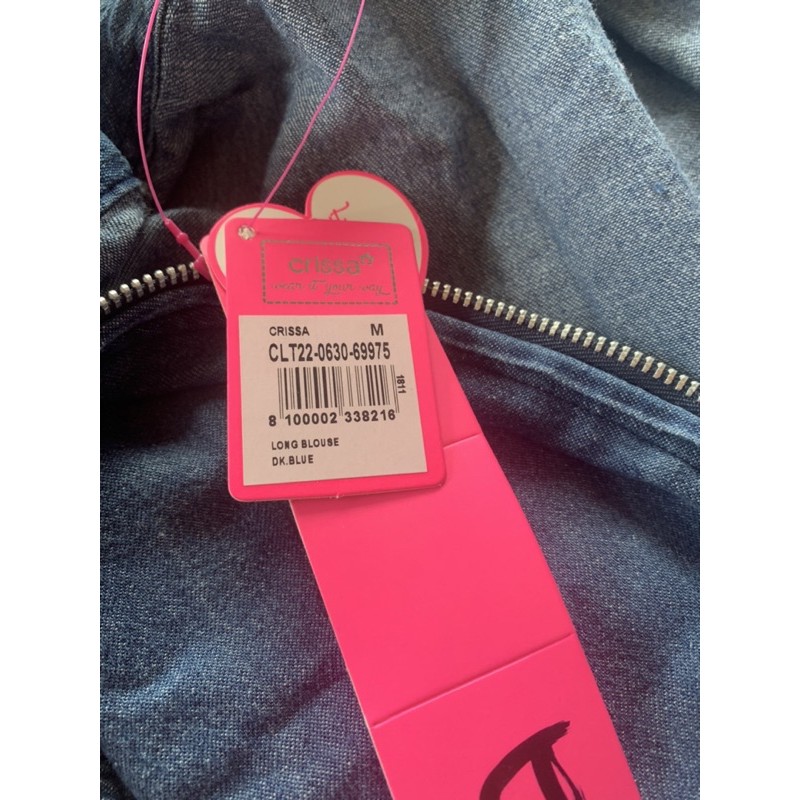 crissa
wear it your way
CRISSA M
CLT22-0630-69975
1811
8 100002 338216
LONG BLOUSE
DK.BLUE